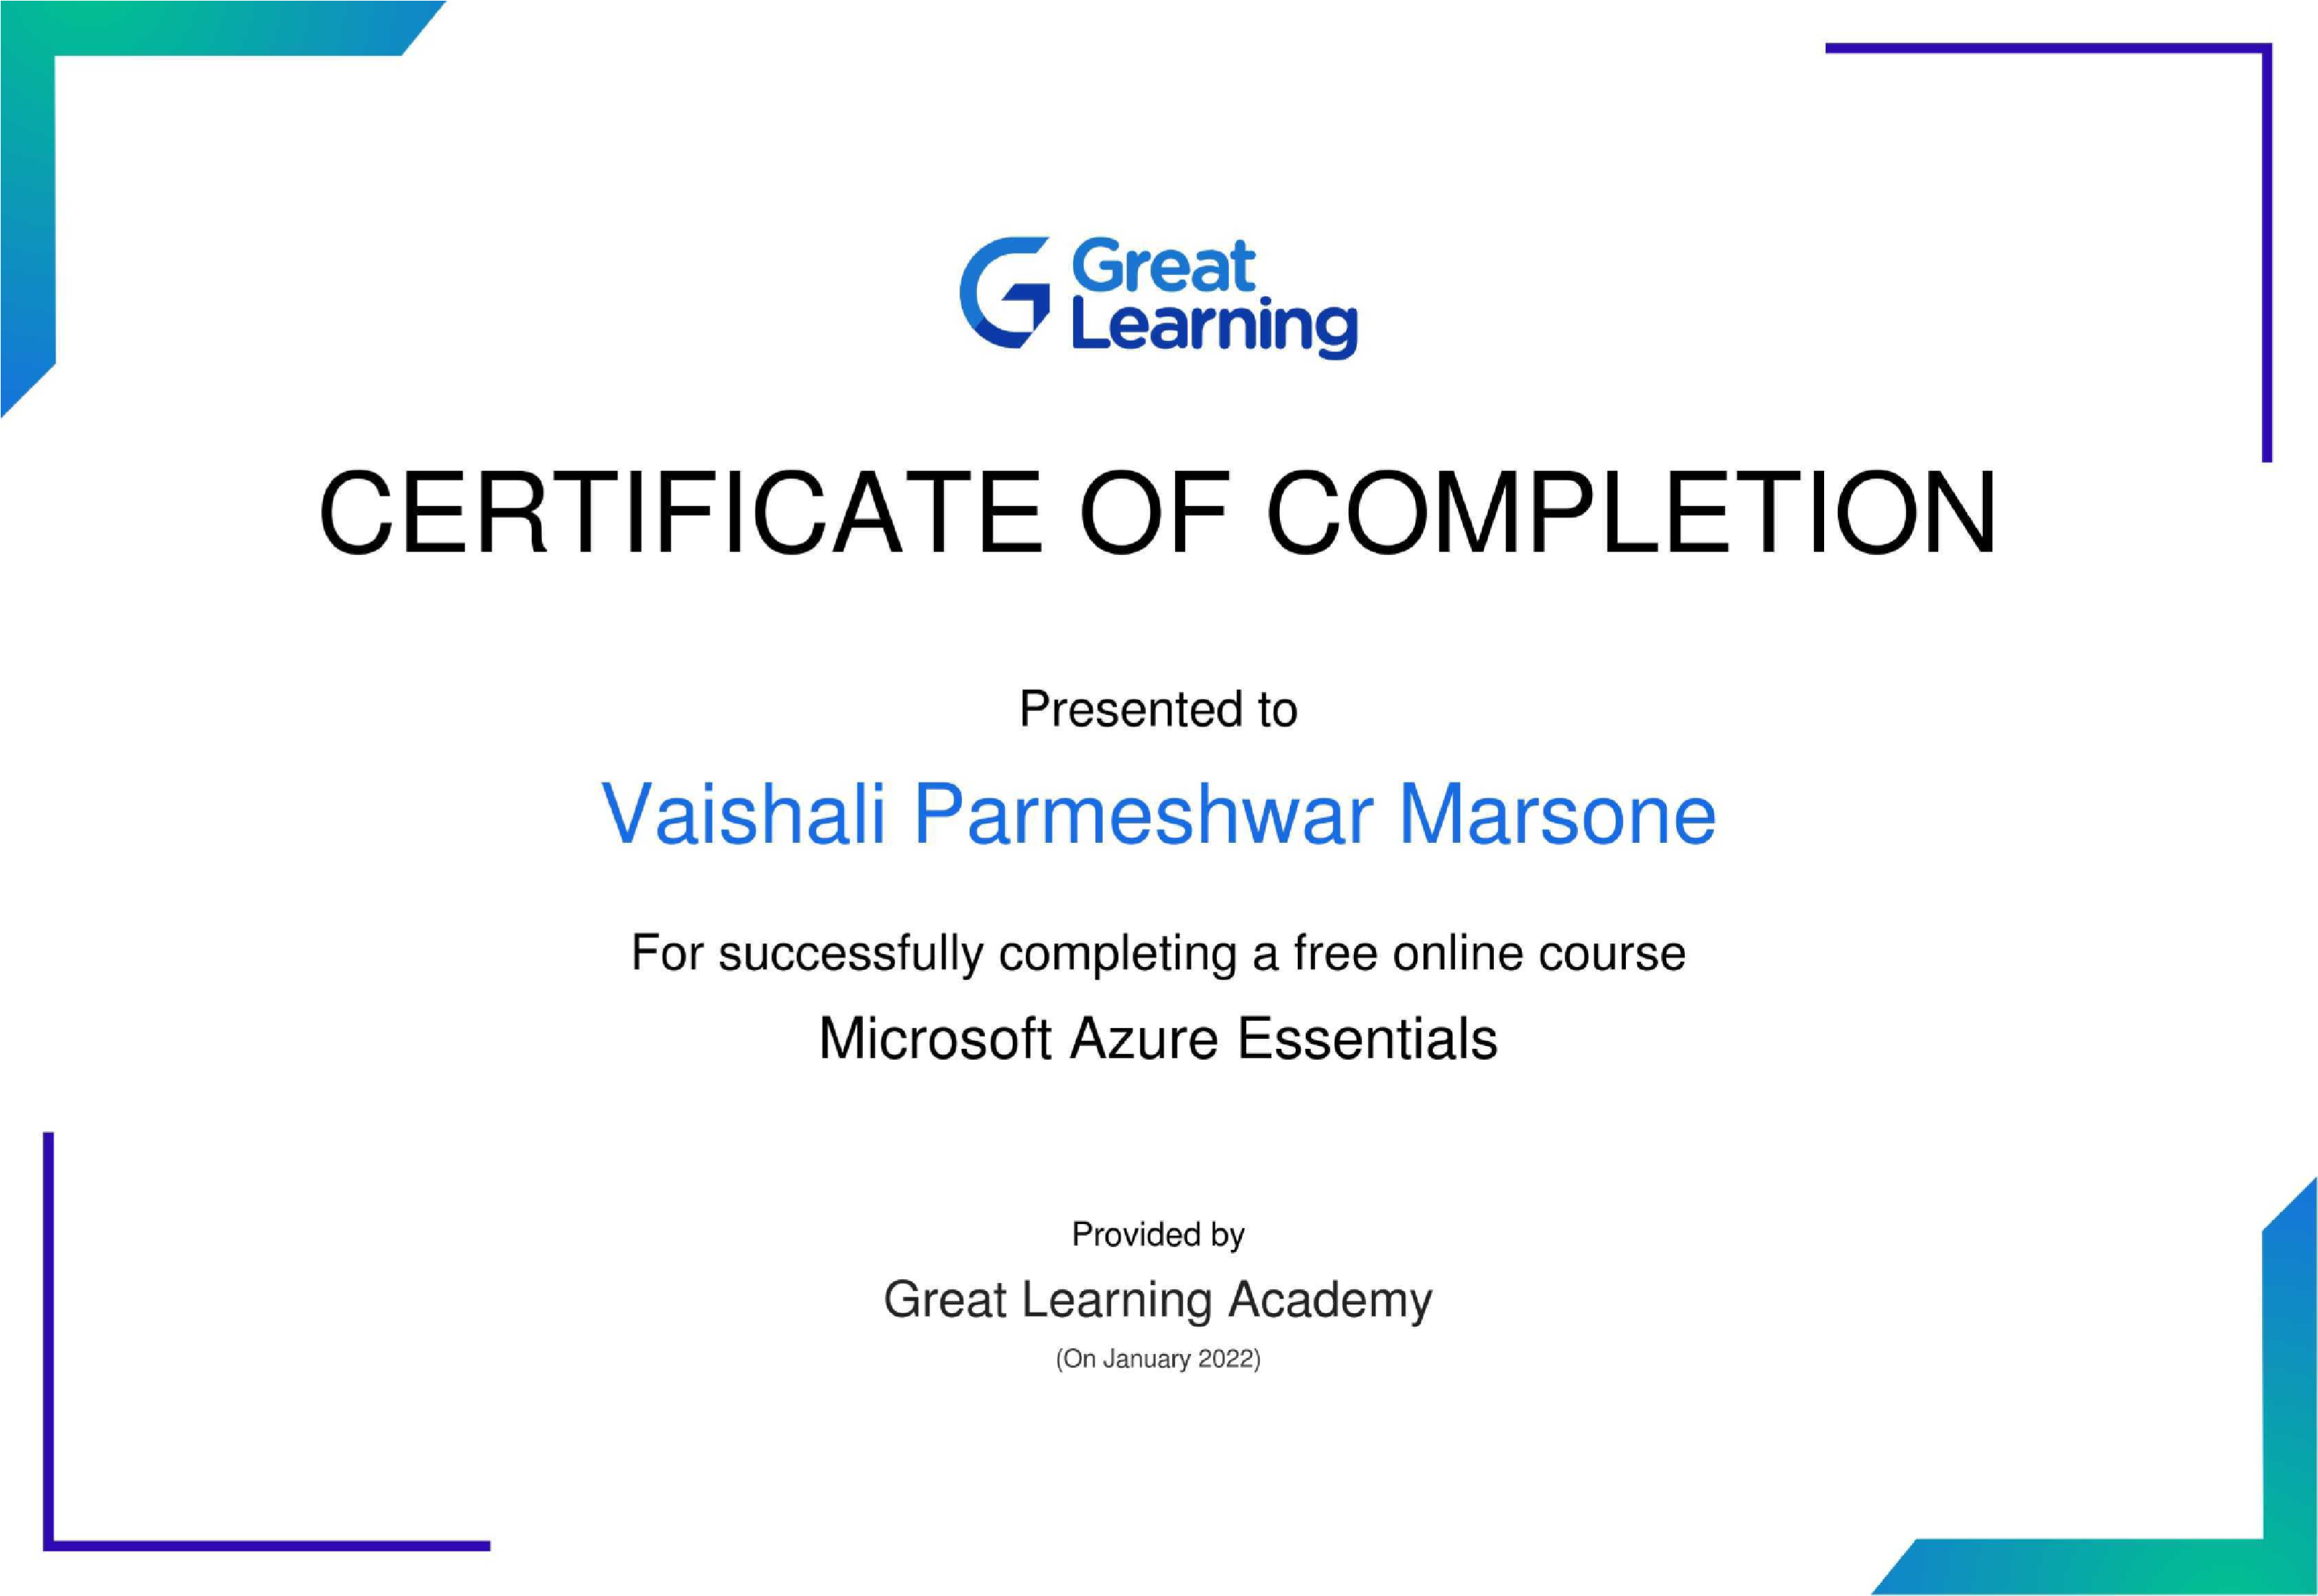 Great
Learning
CERTIFICATE OF COMPLETION
Presented to
Vaishali Parmeshwar Marsone
For successfully completing a free online course
Microsoft Azure Essentials
Provided by
Great Learning Academy
(On January 2022)